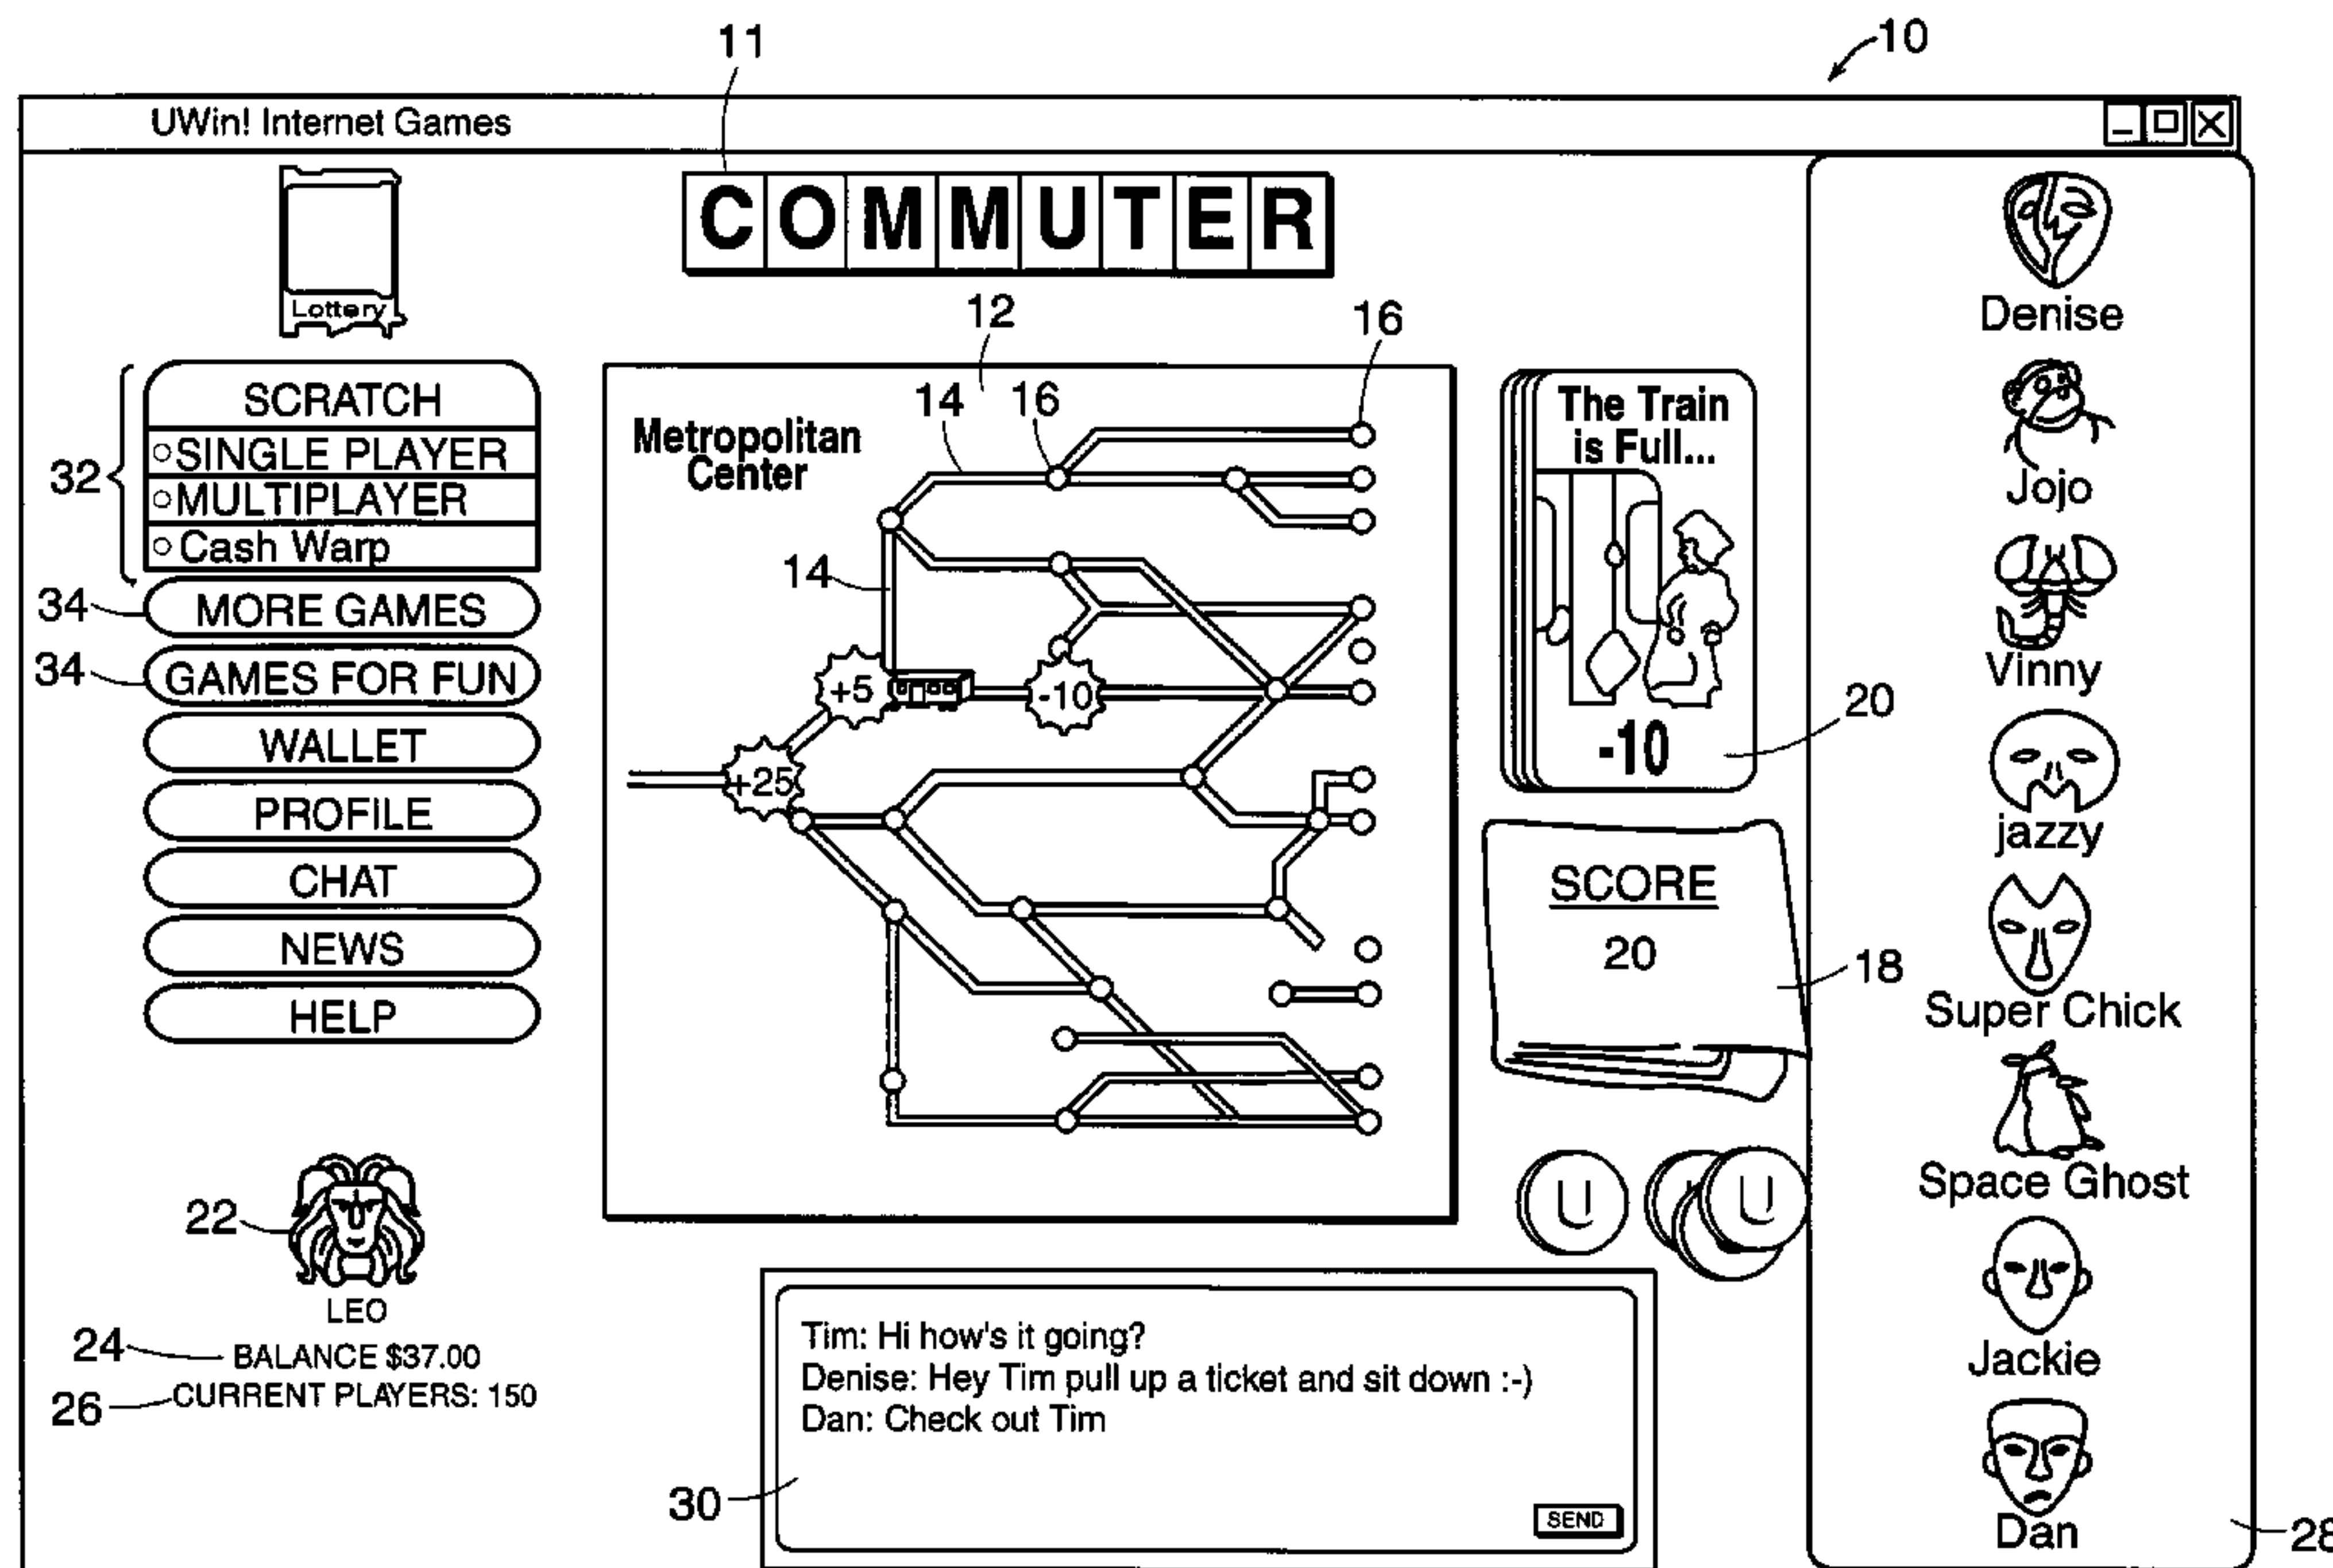 10
11
UWin! Internet Games
COMMUTER
Lottery
SCRATCH
SINGLE PLAYER
MULTIPLAYER
Cash Warp
32
MORE GAMES
34
GAMES FOR FUN
34
WALLET
PROFILE
CHAT
NEWS
HELP
22
LEO
24
BALANCE $37.00
26
CURRENT PLAYERS: 150
12
16
14
16
Metropolitan
Center
14
+5
-10
+25
The Train
is Full...
-10
20
SCORE
20
18
U
U
Tim: Hi how's it going?
Denise: Hey Tim pull up a ticket and sit down :-)
Dan: Check out Tim
30
SEND
Denise
Jojo
Vinny
jazzy
Super Chick
Space Ghost
Jackie
Dan
28